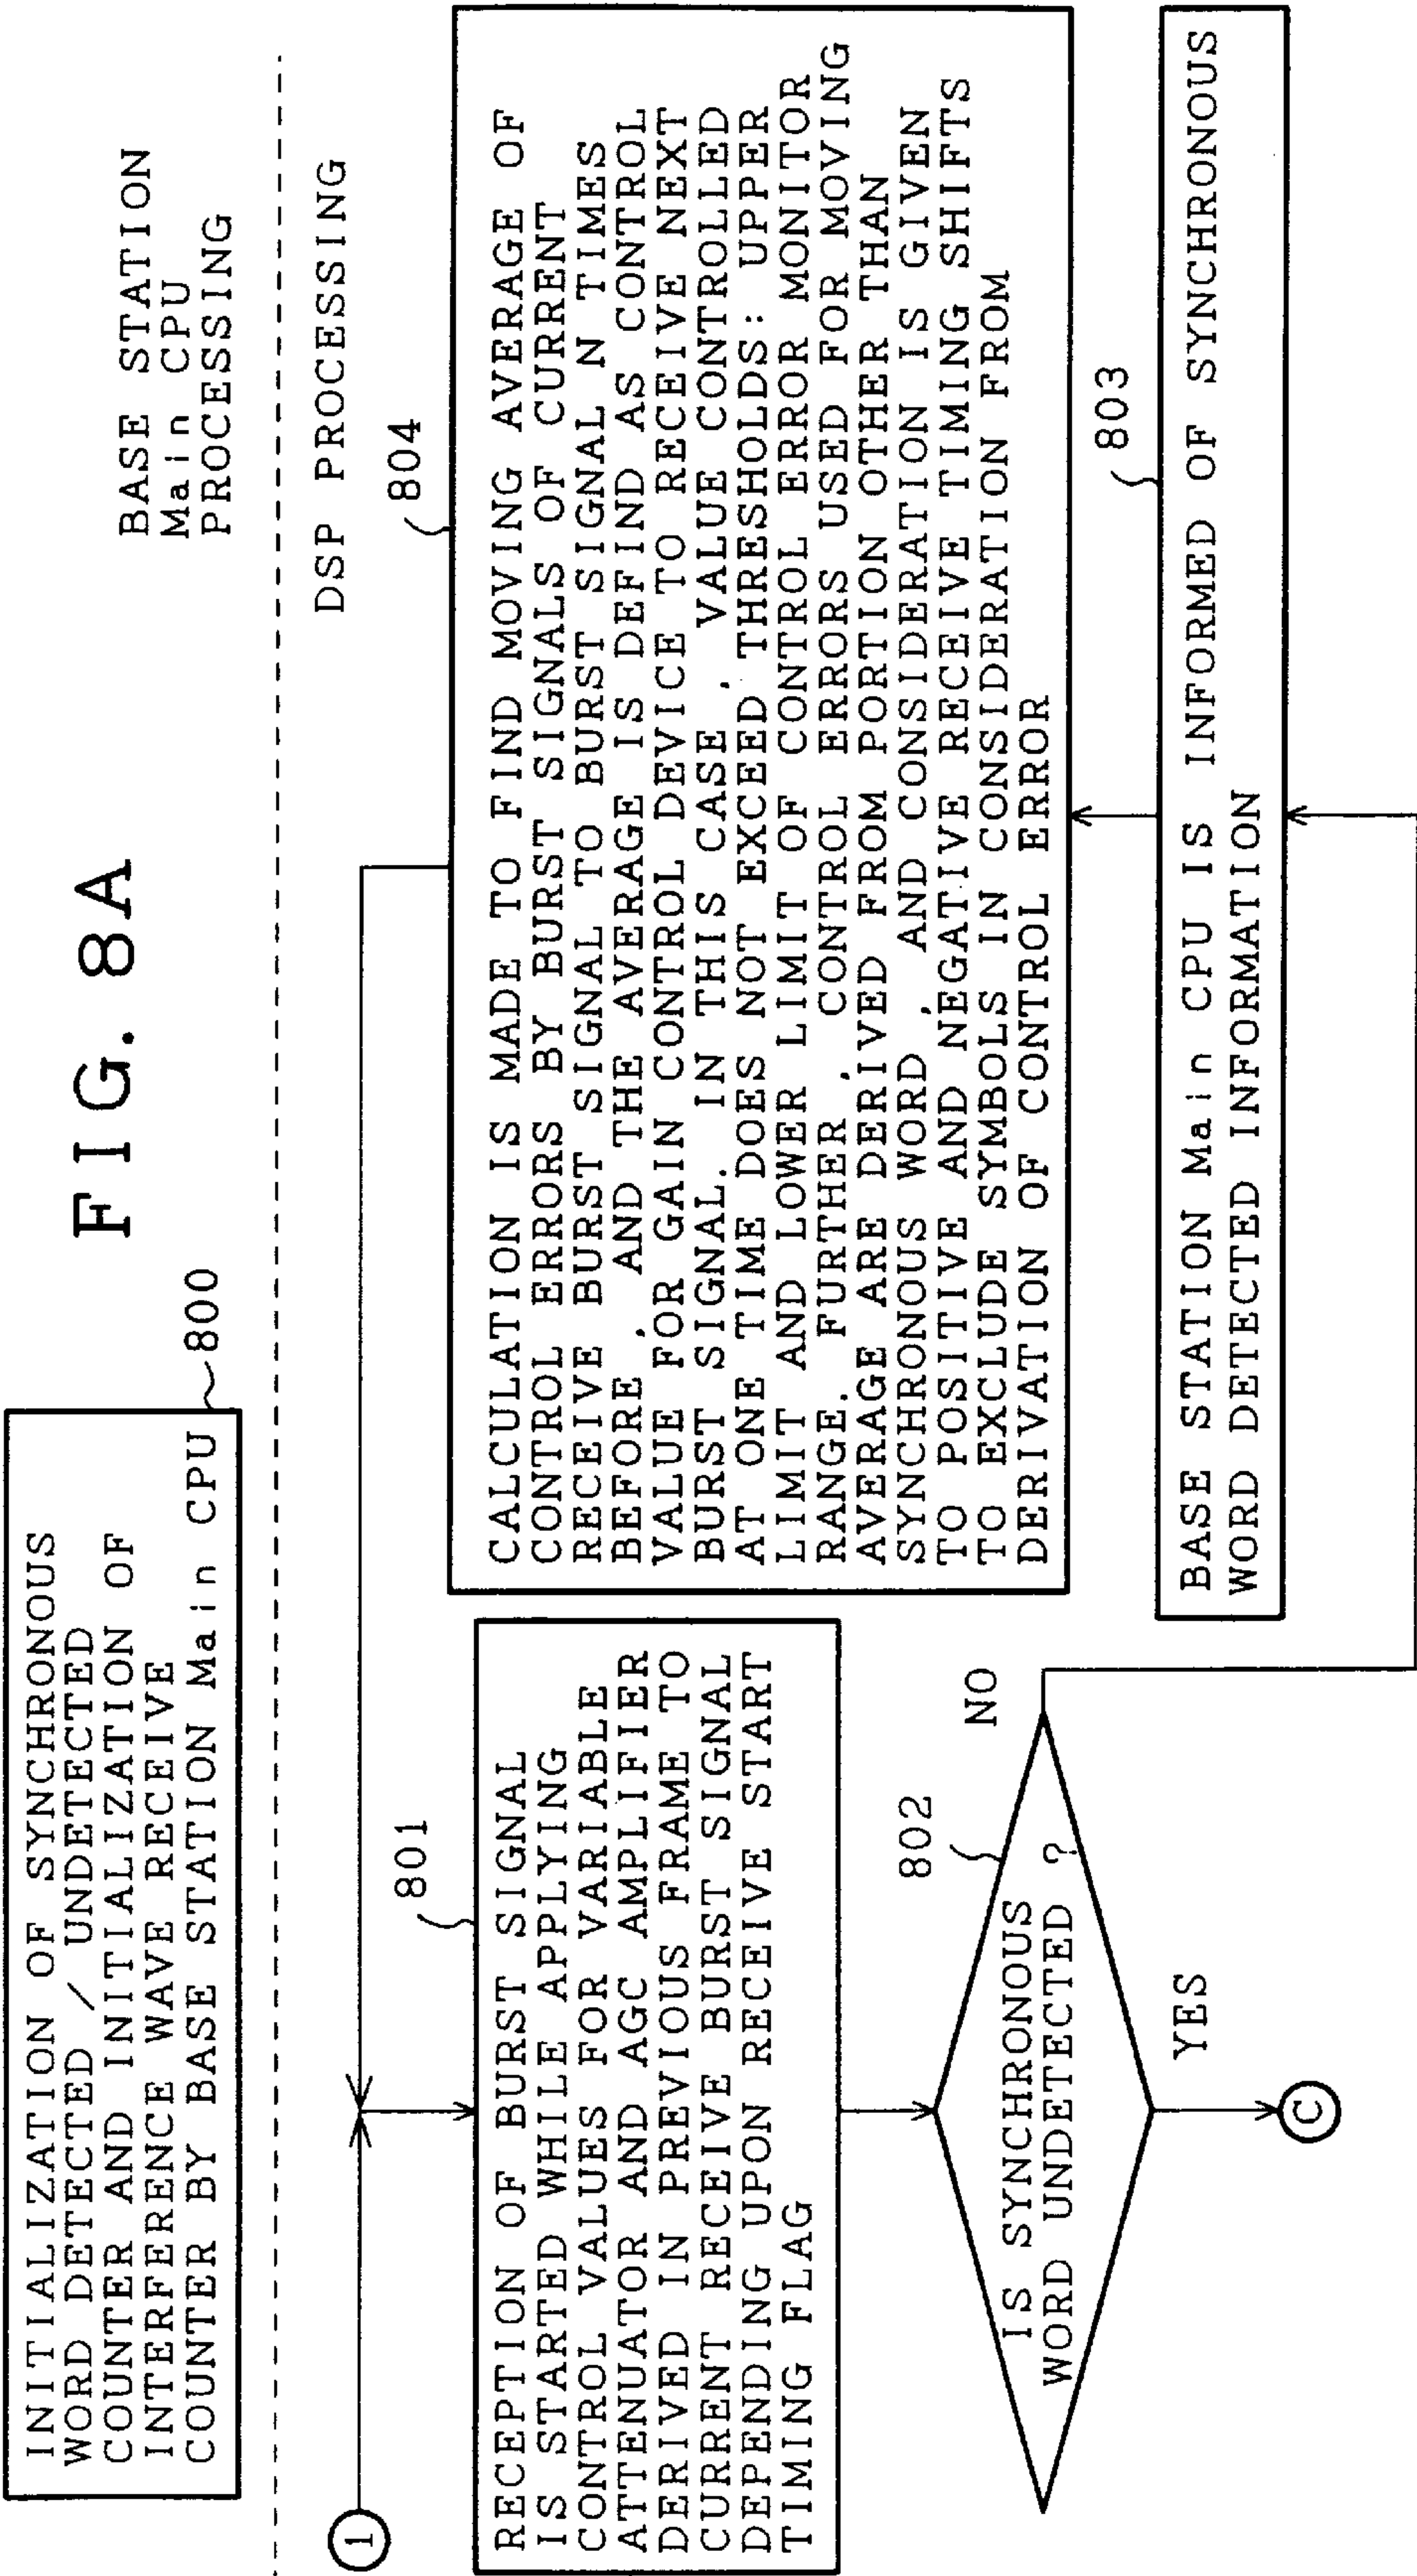 FIG. 8A
INITIALIZATION OF SYNCHRONOUS
WORD DETECTED / UNDETECTED
COUNTER AND INITIALIZATION OF
INTERFERENCE WAVE RECEIVE
COUNTER BY BASE STATION Main CPU
800
BASE STATION
Main CPU
PROCESSING
DSP PROCESSING
1
801
RECEPTION OF BURST SIGNAL
IS STARTED WHILE APPLYING
CONTROL VALUES FOR VARIABLE
ATTENUATOR AND AGC AMPLIFIER
DERIVED IN PREVIOUS FRAME TO
CURRENT RECEIVE BURST SIGNAL
DEPENDING UPON RECEIVE START
TIMING FLAG
802
IS SYNCHRONOUS
WORD UNDETECTED ?
NO
YES
C
804
CALCULATION IS MADE TO FIND MOVING AVERAGE OF
CONTROL ERRORS BY BURST SIGNALS OF CURRENT
RECEIVE BURST SIGNAL TO BURST SIGNAL N TIMES
BEFORE , AND THE AVERAGE IS DEFIND AS CONTROL
VALUE FOR GAIN CONTROL DEVICE TO RECEIVE NEXT
BURST SIGNAL. IN THIS CASE , VALUE CONTROLLED
AT ONE TIME DOES NOT EXCEED THRESHOLDS: UPPER
LIMIT AND LOWER LIMIT OF CONTROL ERROR MONITOR
RANGE. FURTHER , CONTROL ERRORS USED FOR MOVING
AVERAGE ARE DERIVED FROM PORTION OTHER THAN
SYNCHRONOUS WORD , AND CONSIDERATION IS GIVEN
TO POSITIVE AND NEGATIVE RECEIVE TIMING SHIFTS
TO EXCLUDE SYMBOLS IN CONSIDERATION FROM
DERIVATION OF CONTROL ERROR
803
BASE STATION Main CPU IS INFORMED OF SYNCHRONOUS
WORD DETECTED INFORMATION